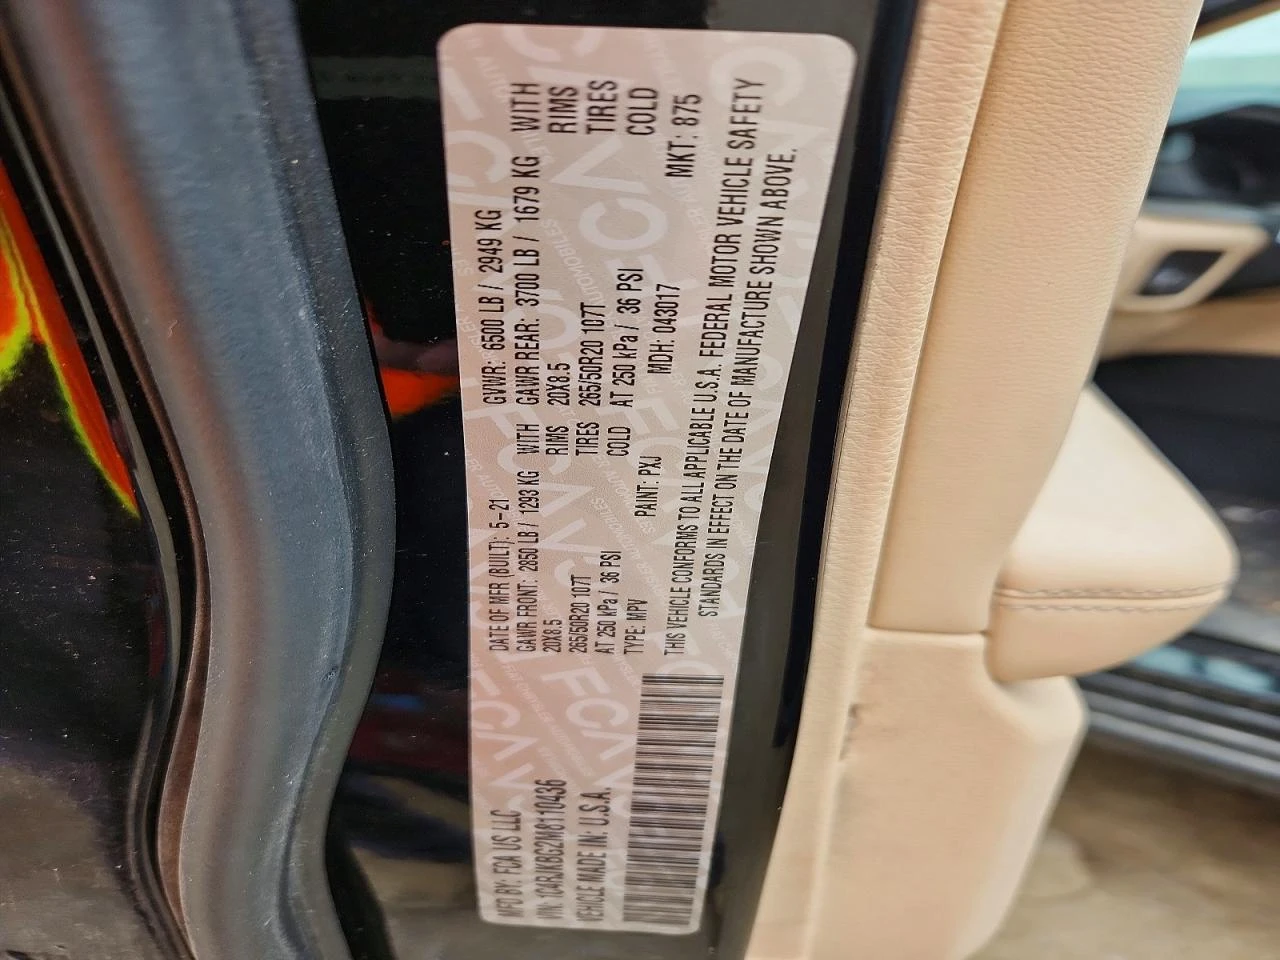 MFD BY: FCA US LLC
DATE OF MFR (BUILT): 5-21
GVWR: 6500 LB / 2949 KG
VIN: 1C4RJKBG2M8110436
GAWR FRONT: 2850 LB / 1293 KG WITH
GAWR REAR: 3700 LB / 1679 KG WITH
20X8.5 RIMS
20X8.5 RIMS
VEHICLE MADE IN: U.S.A.
265/50R20 107T TIRES
265/50R20 107T TIRES
AT 250 kPa / 36 PSI COLD
AT 250 kPa / 36 PSI COLD
TYPE: MPV PAINT: PXJ MDH: 043017 MKT: 875
THIS VEHICLE CONFORMS TO ALL APPLICABLE U.S.A. FEDERAL MOTOR VEHICLE SAFETY
STANDARDS IN EFFECT ON THE DATE OF MANUFACTURE SHOWN ABOVE.